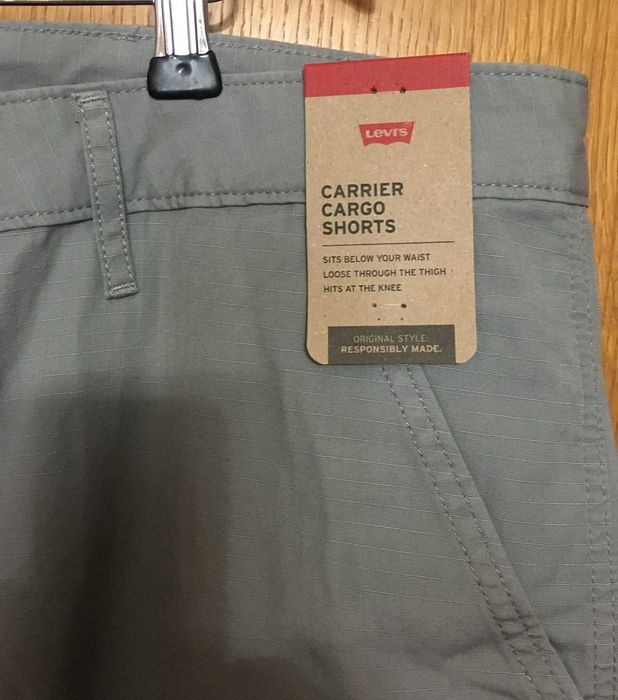 Levi's
CARRIER
CARGO
SHORTS
SITS BELOW YOUR WAIST
LOOSE THROUGH THE THIGH
HITS AT THE KNEE
ORIGINAL STYLE.
RESPONSIBLY MADE.